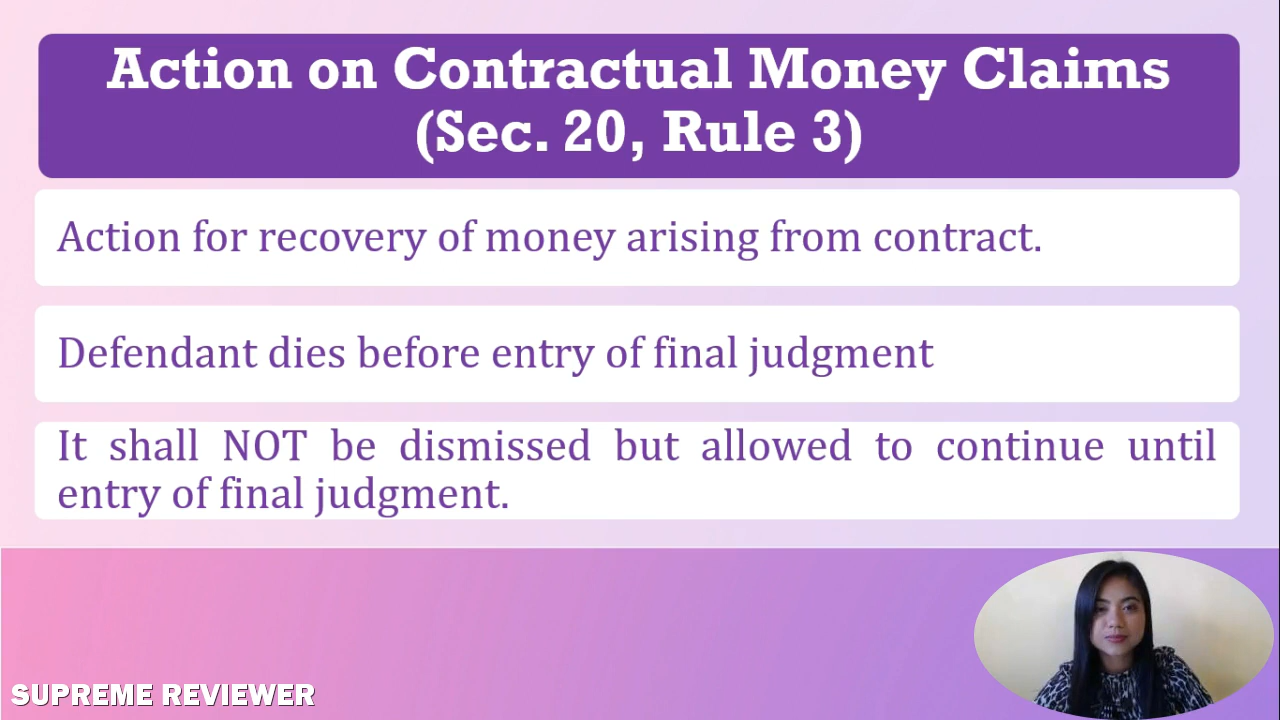 Action on Contractual Money Claims
(Sec. 20, Rule 3)
Action for recovery of money arising from contract.
Defendant dies before entry of final judgment
It shall NOT be dismissed but allowed to continue until
entry of final judgment.
SUPREME REVIEWER